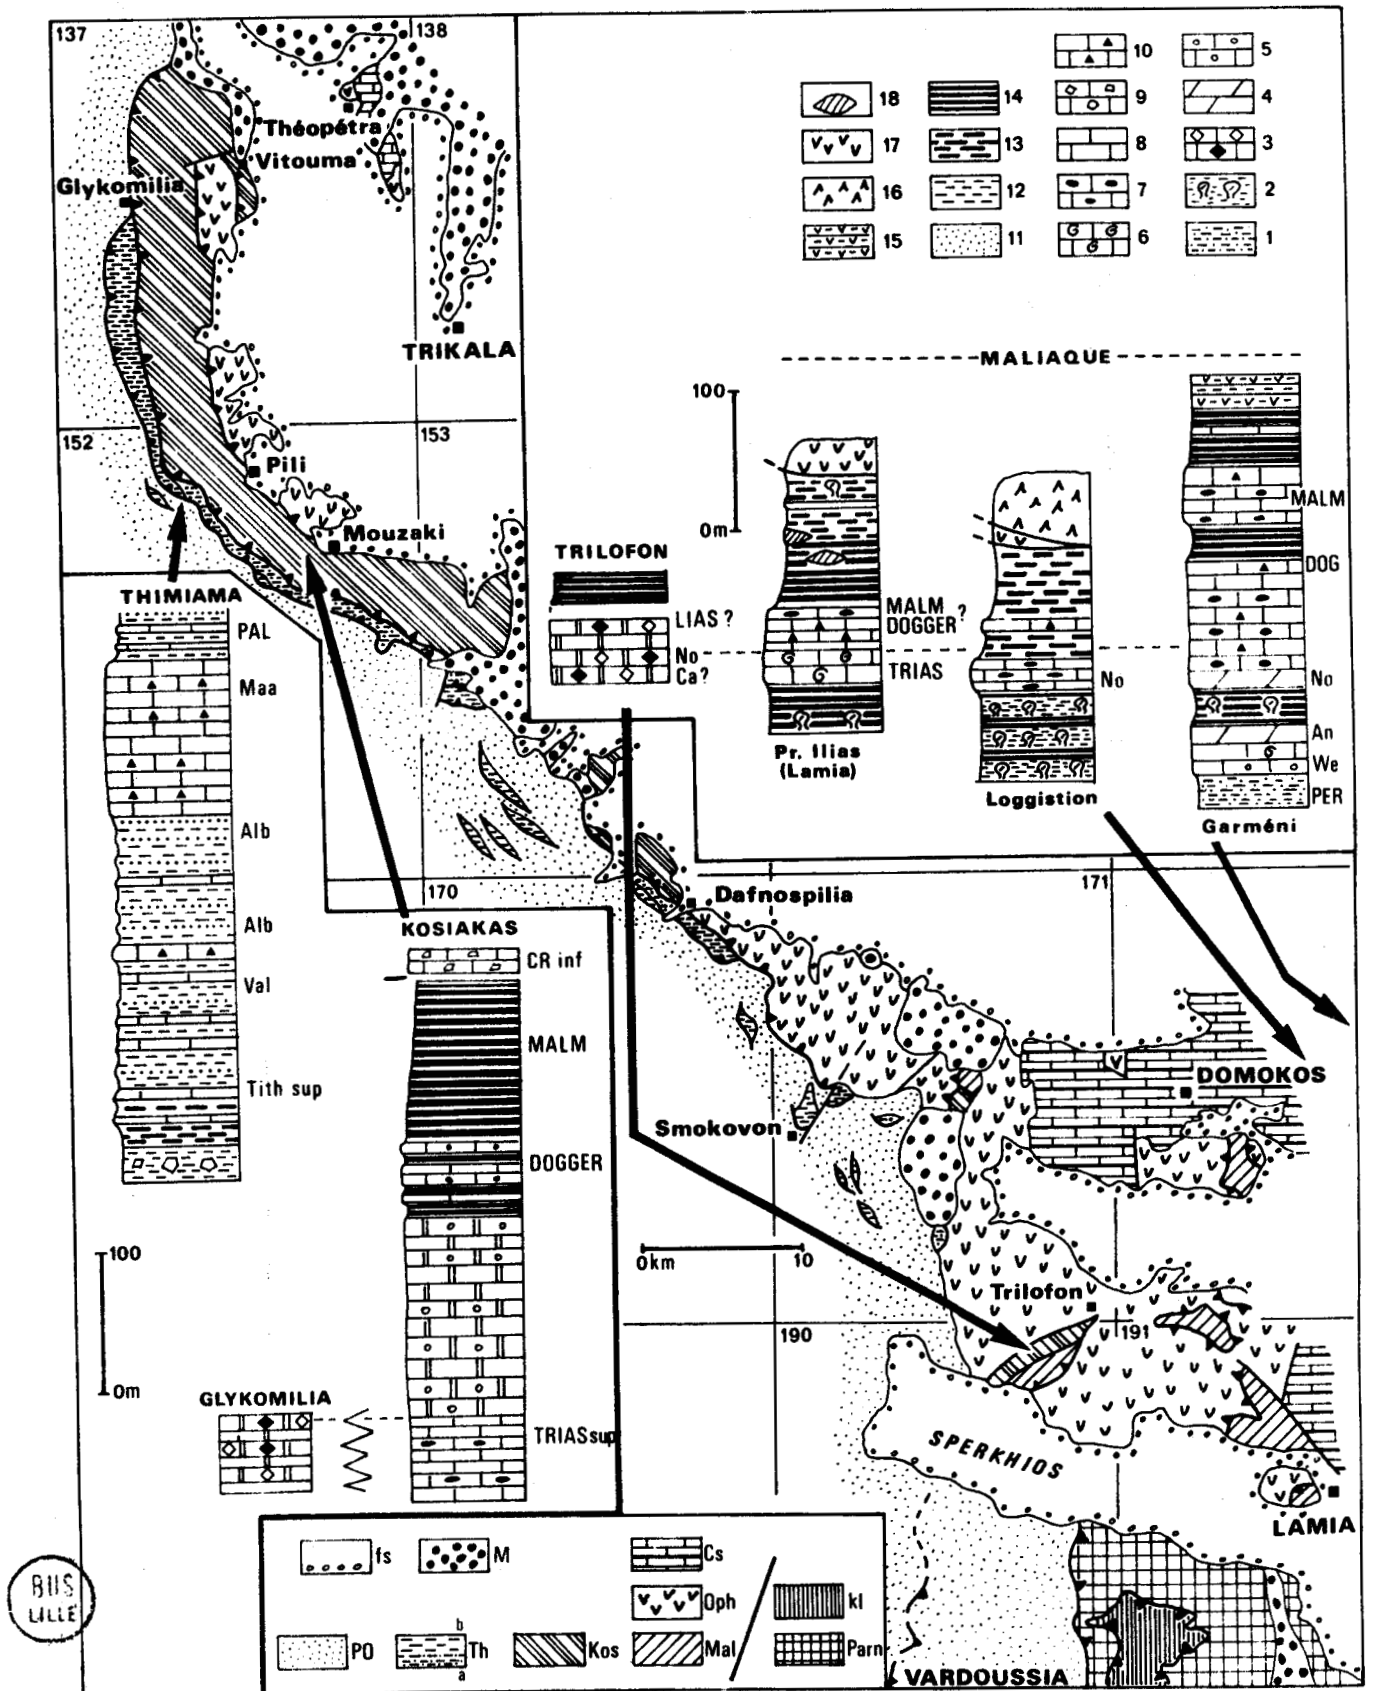 137
138
Théopétra
Vitouma
Glykomilia
TRIKALA
152
153
Pili
Mouzaki
10
5
18
14
9
4
17
13
8
3
16
12
7
2
15
11
6
1
MALIAQUE
100
0m
TRILOFON
LIAS ?
No
Ca?
MALM
DOGGER ?
TRIAS
Pr. Ilias
(Lamia)
No
Loggistion
MALM
DOG
No
An
We
PER
Garméni
THIMIAMA
PAL
Maa
Alb
Alb
Val
Tith sup
100
0m
170
171
KOSIAKAS
CR inf
MALM
DOGGER
TRIAS sup
GLYKOMILIA
Dafnospilia
DOMOKOS
Smokovon
0km
10
Trilofon
190
191
SPERKHIOS
LAMIA
VARDOUSSIA
fs
M
Cs
Oph
kl
PO
b
Th
a
Kos
Mal
Parn
BUS
LILLE